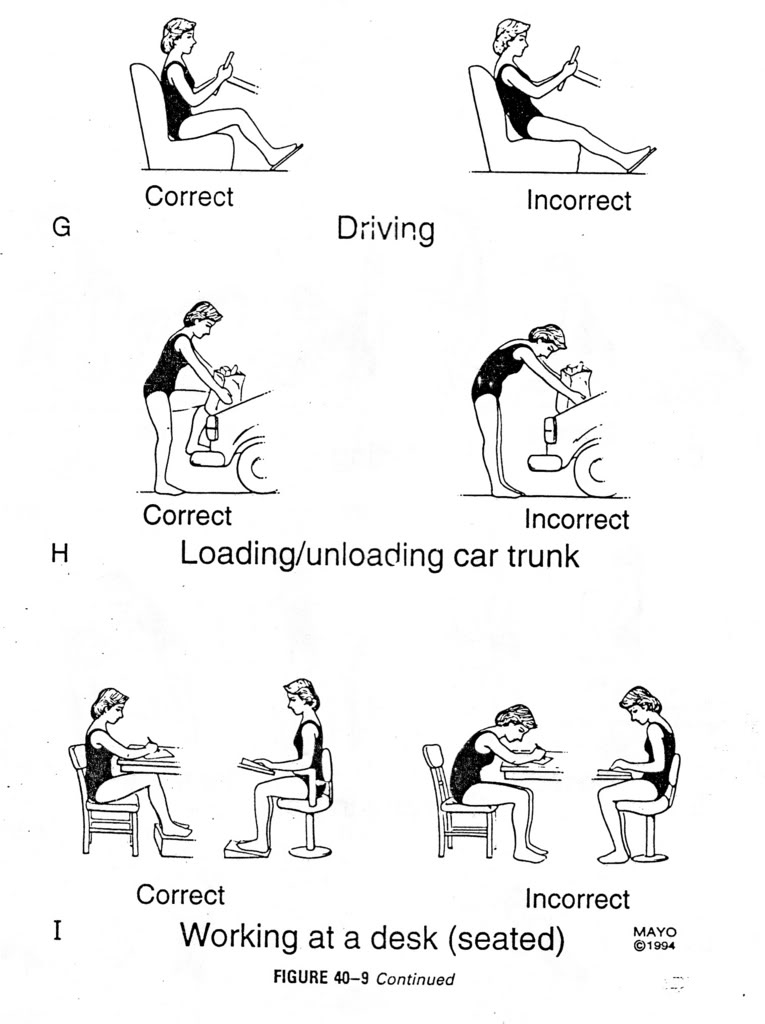 Correct
Incorrect
G
Driving
Correct
Incorrect
H
Loading/unloading car trunk
Correct
Incorrect
I
Working at a desk (seated)
MAYO
©1994
FIGURE 40–9 Continued